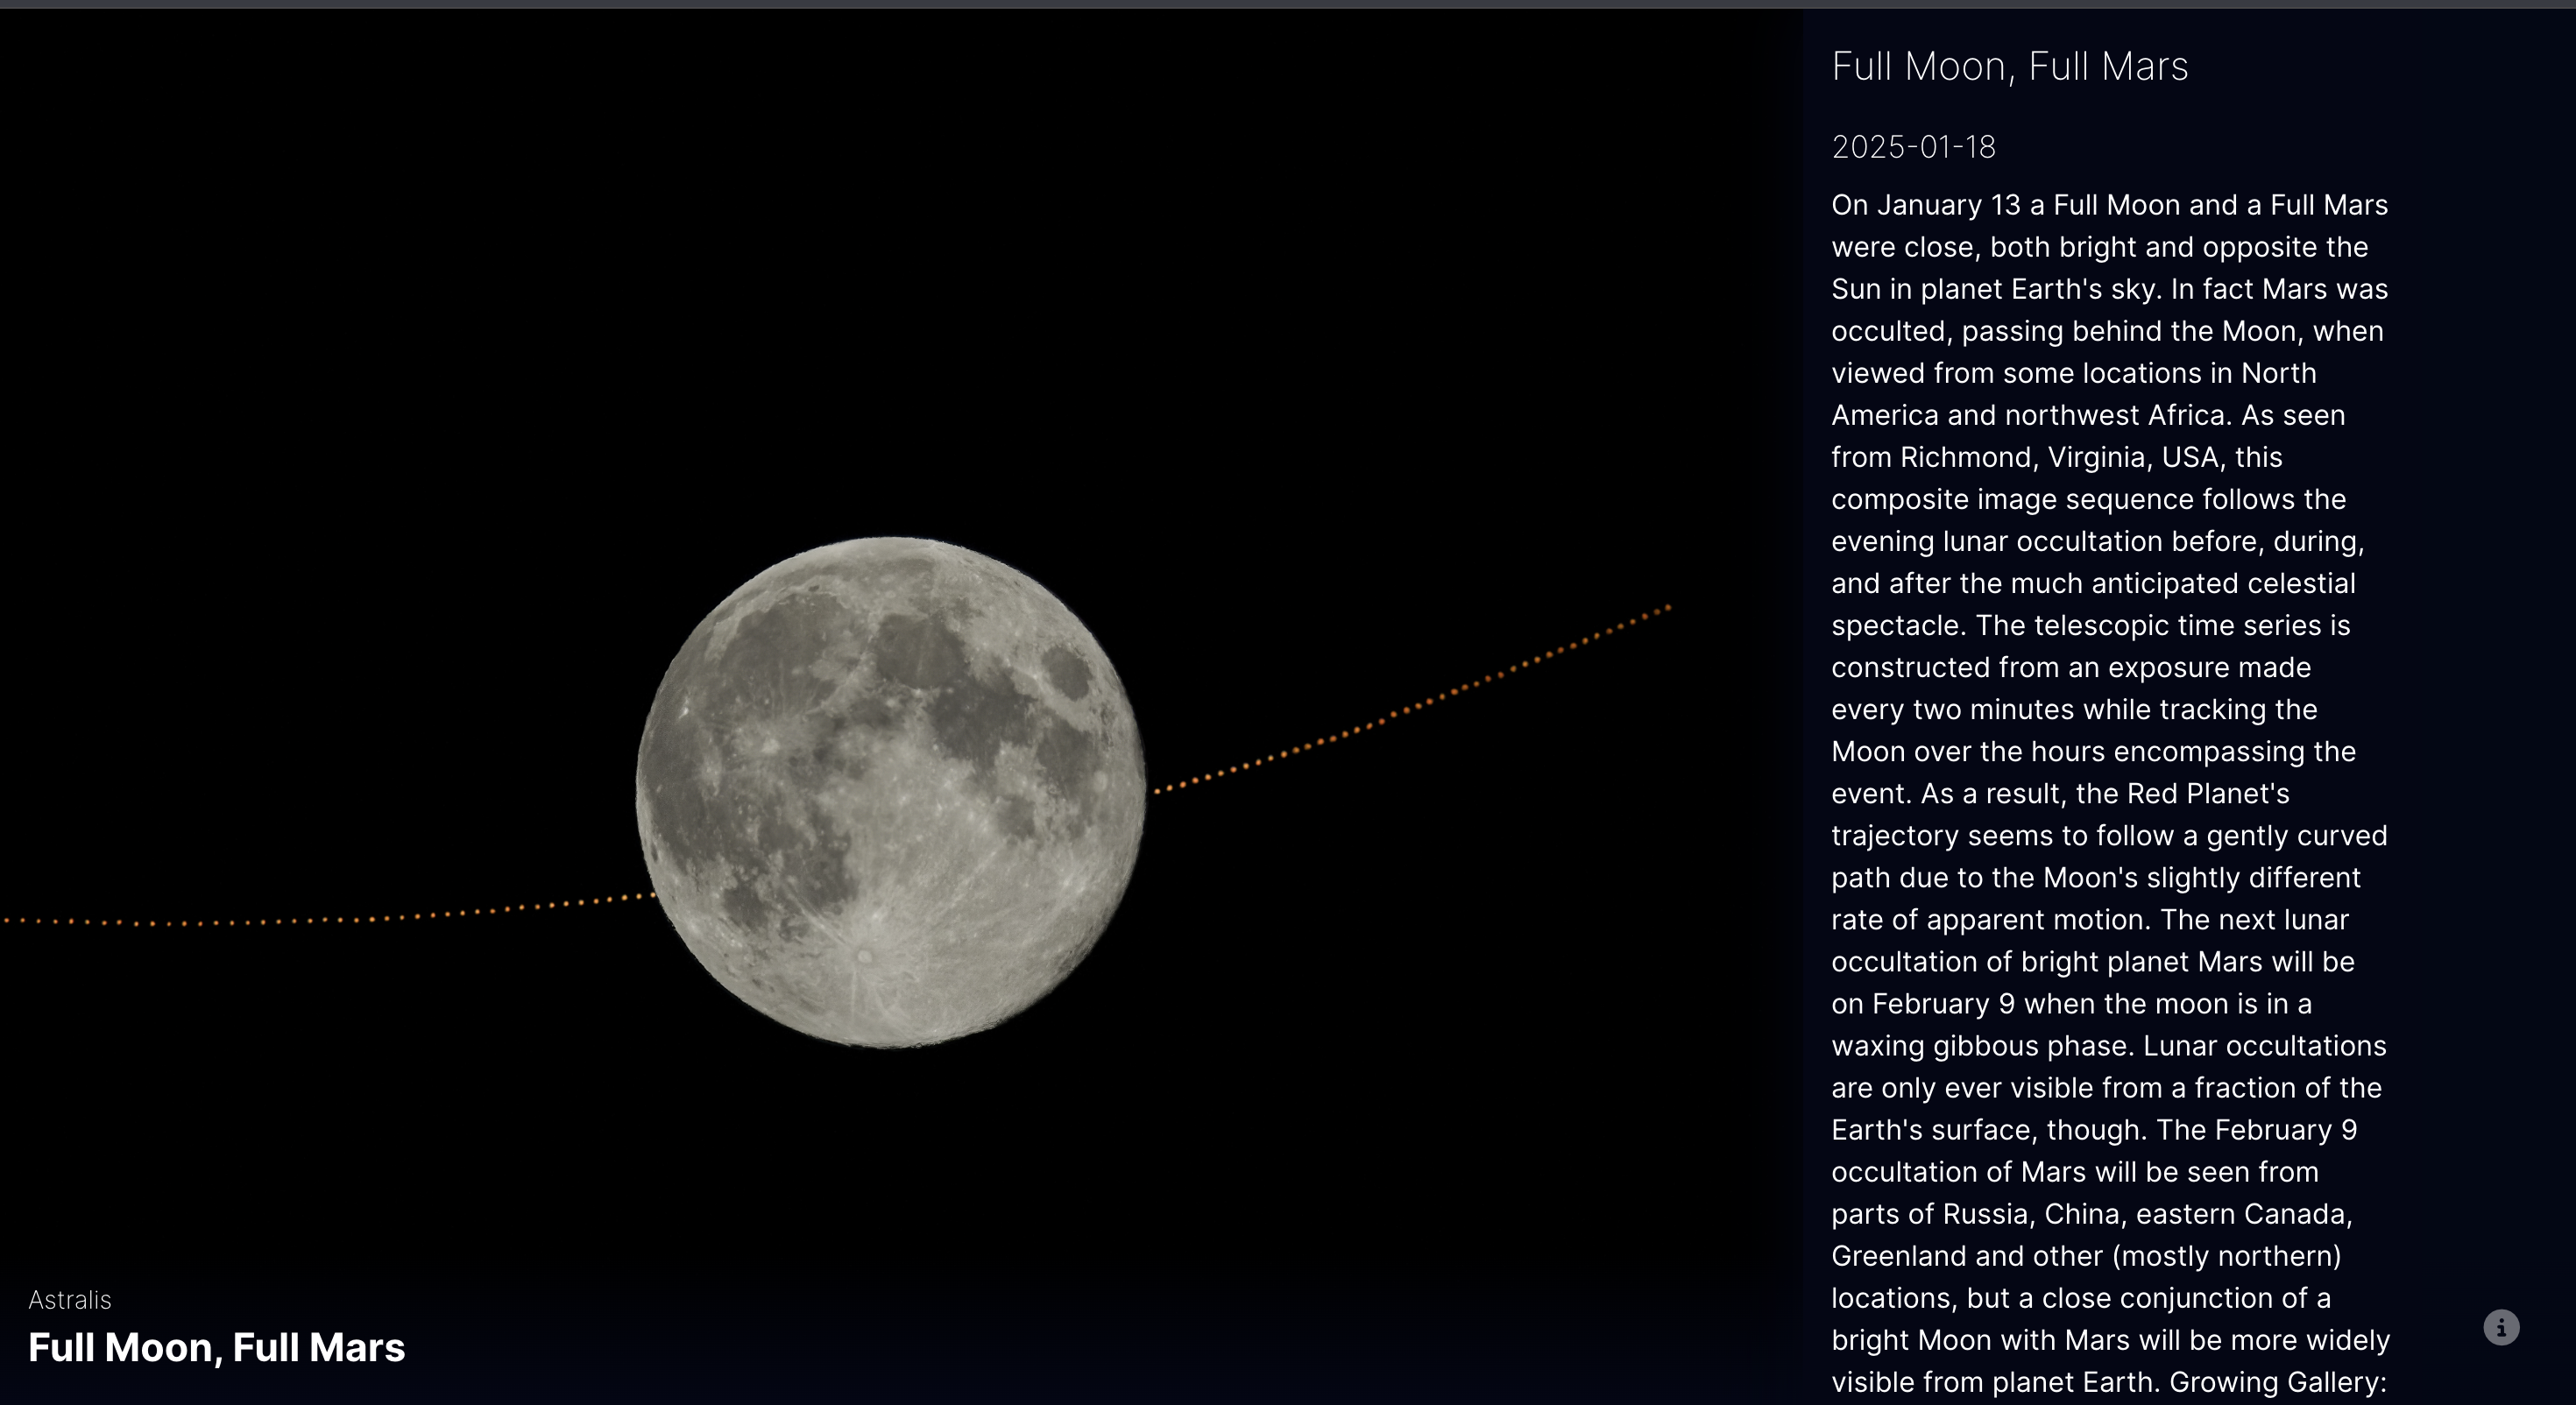 Full Moon, Full Mars
2025-01-18
On January 13 a Full Moon and a Full Mars
were close, both bright and opposite the
Sun in planet Earth's sky. In fact Mars was
occulted, passing behind the Moon, when
viewed from some locations in North
America and northwest Africa. As seen
from Richmond, Virginia, USA, this
composite image sequence follows the
evening lunar occultation before, during,
and after the much anticipated celestial
spectacle. The telescopic time series is
constructed from an exposure made
every two minutes while tracking the
Moon over the hours encompassing the
event. As a result, the Red Planet's
trajectory seems to follow a gently curved
path due to the Moon's slightly different
rate of apparent motion. The next lunar
occultation of bright planet Mars will be
on February 9 when the moon is in a
waxing gibbous phase. Lunar occultations
are only ever visible from a fraction of the
Earth's surface, though. The February 9
occultation of Mars will be seen from
parts of Russia, China, eastern Canada,
Greenland and other (mostly northern)
locations, but a close conjunction of a
bright Moon with Mars will be more widely
visible from planet Earth. Growing Gallery:
Astralis
Full Moon, Full Mars